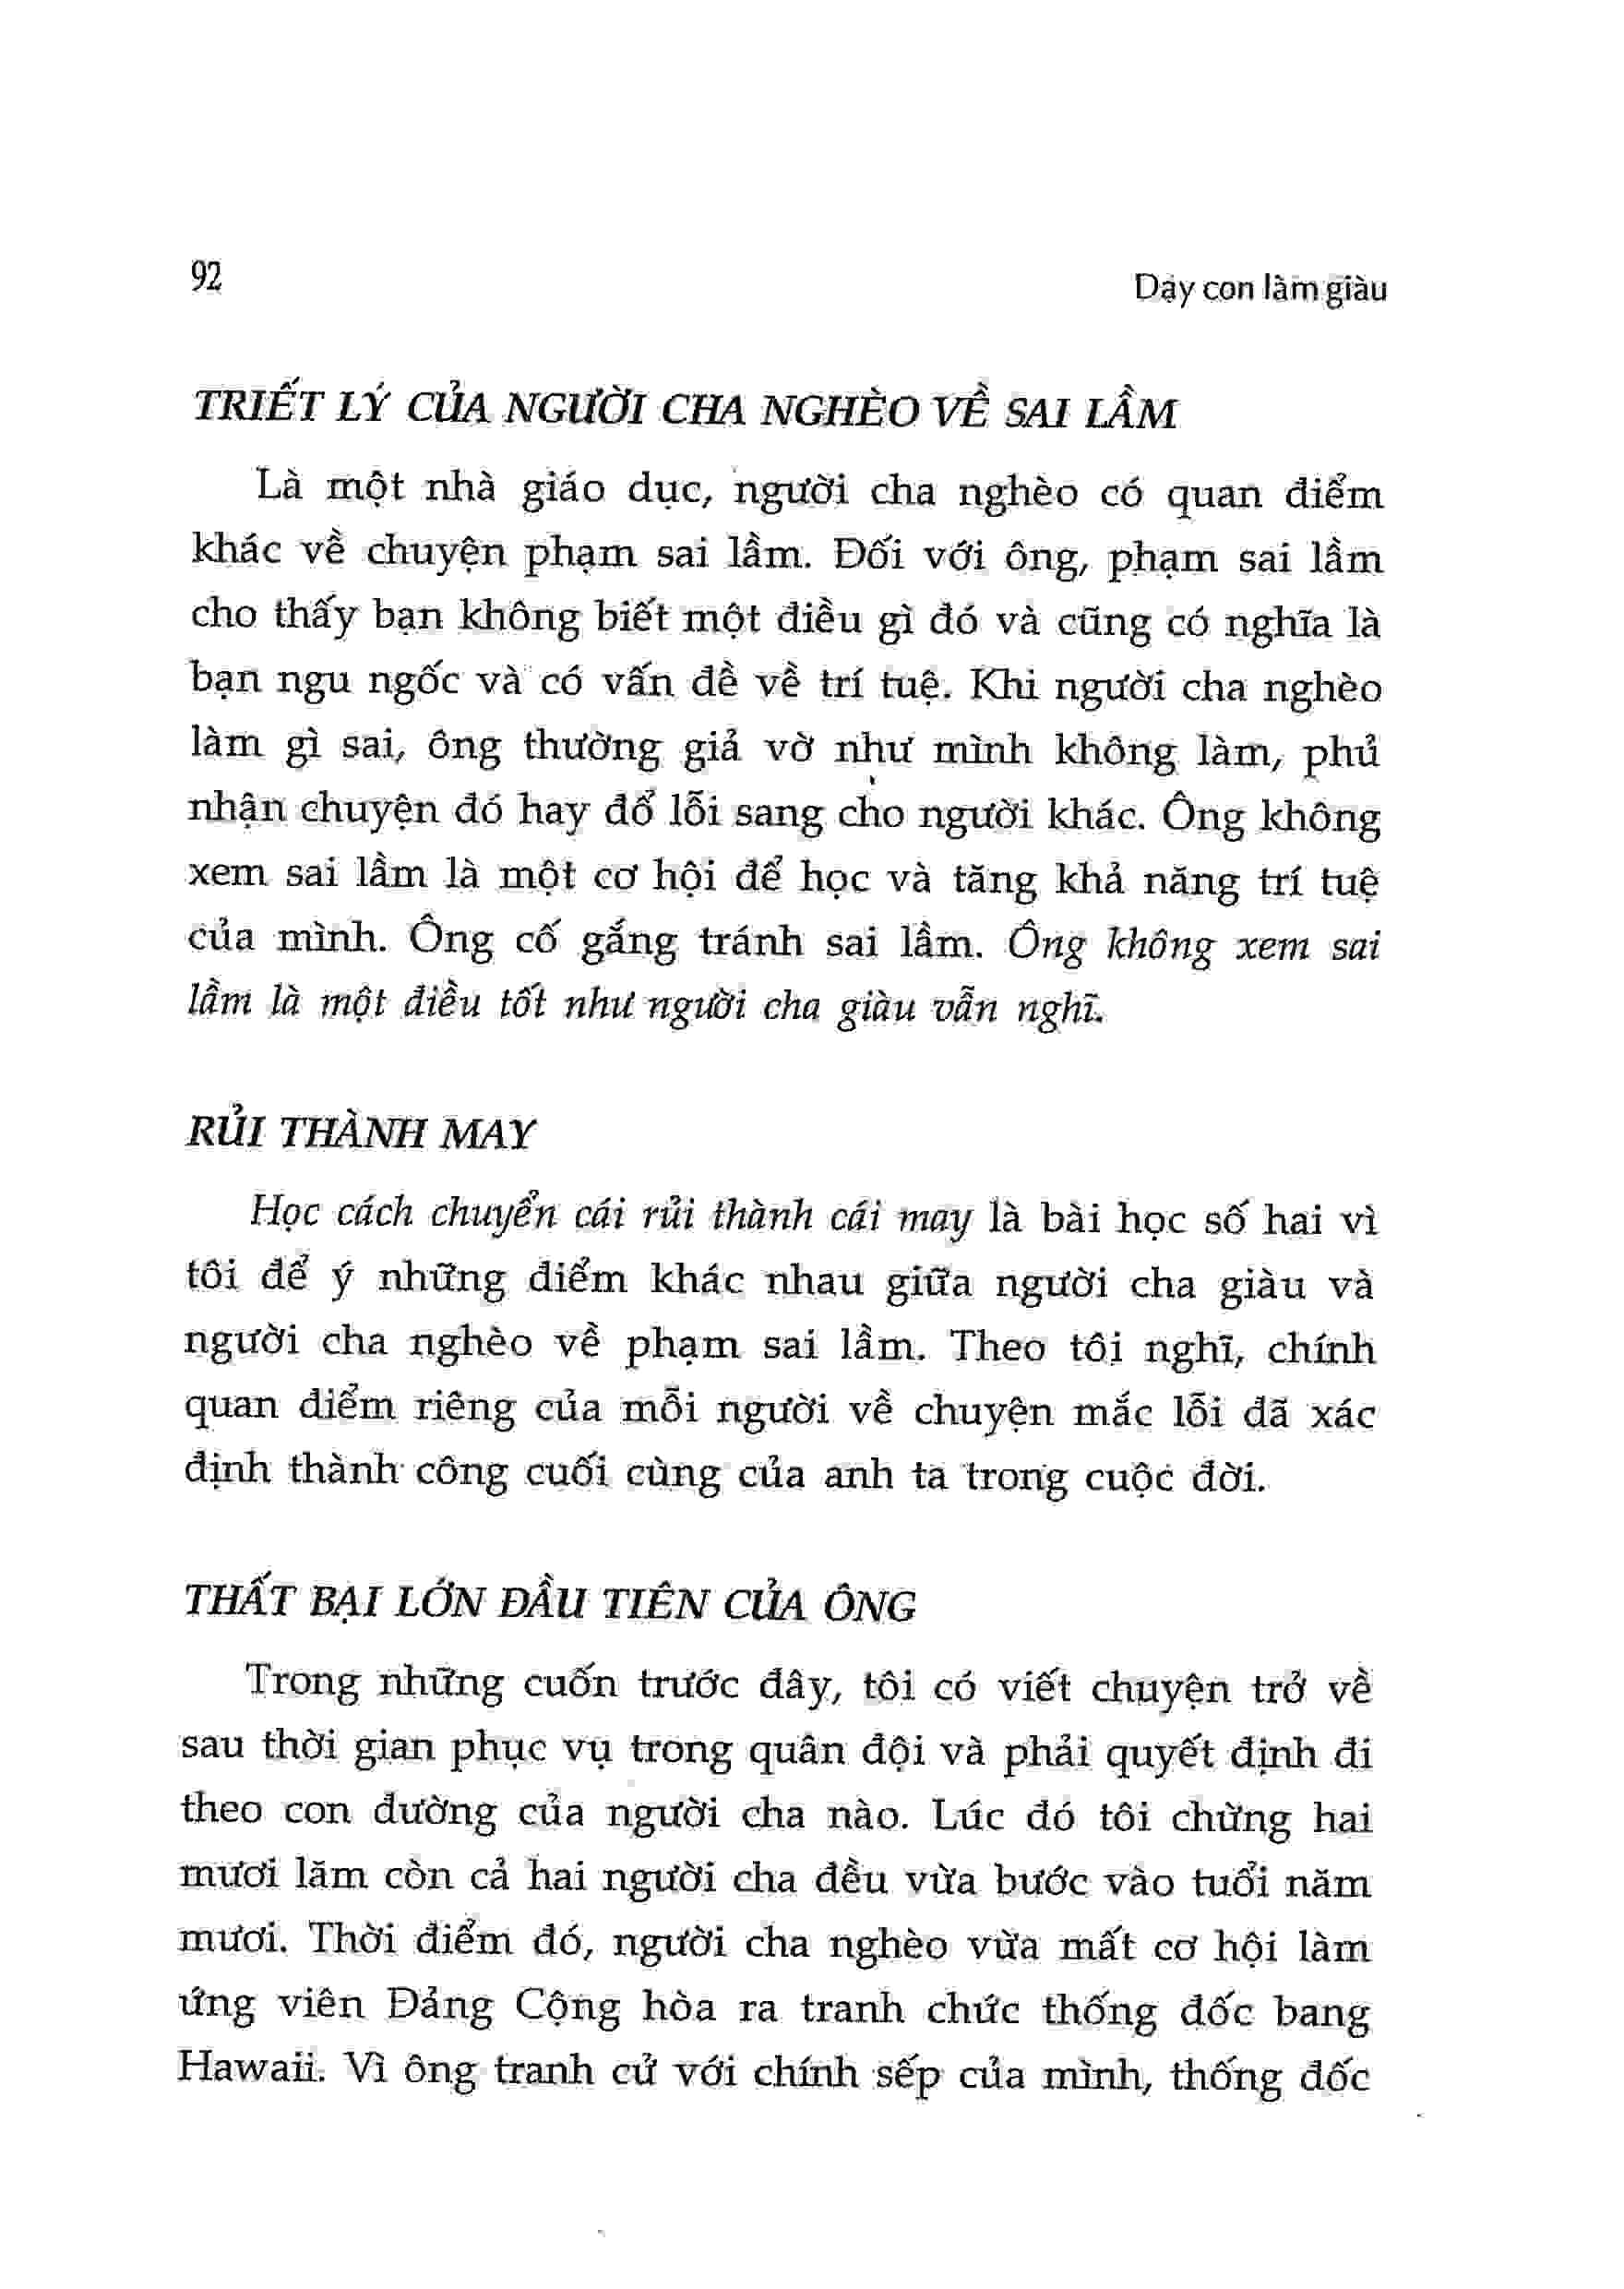 92
Dạy con làm giàu
TRIẾT LÝ CỦA NGƯỜI CHA NGHÈO VỀ SAI LẦM
Là một nhà giáo dục, người cha nghèo có quan điểm
khác về chuyện phạm sai lầm. Đối với ông, phạm sai lầm
cho thấy bạn không biết một điều gì đó và cũng có nghĩa là
bạn ngu ngốc và có vấn đề về trí tuệ. Khi người cha nghèo
làm gì sai, ông thường giả vờ như mình không làm, phủ
nhận chuyện đó hay đổ lỗi sang cho người khác. Ông không
xem sai lầm là một cơ hội để học và tăng khả năng trí tuệ
của mình. Ông cố gắng tránh sai lầm. Ông không xem sai
lầm là một điều tốt như người cha giàu vẫn nghĩ.
RỦI THÀNH MAY
Học cách chuyển cái rủi thành cái may là bài học số hai vì
tôi để ý những điểm khác nhau giữa người cha giàu và
người cha nghèo về phạm sai lầm. Theo tôi nghĩ, chính
quan điểm riêng của mỗi người về chuyện mắc lỗi đã xác
định thành công cuối cùng của anh ta trong cuộc đời.
THẤT BẠI LỚN ĐẦU TIÊN CỦA ÔNG
Trong những cuốn trước đây, tôi có viết chuyện trở về
sau thời gian phục vụ trong quân đội và phải quyết định đi
theo con đường của người cha nào. Lúc đó tôi chừng hai
mươi lăm còn cả hai người cha đều vừa bước vào tuổi năm
mươi. Thời điểm đó, người cha nghèo vừa mất cơ hội làm
ứng viên Đảng Cộng hòa ra tranh chức thống đốc bang
Hawaii. Vì ông tranh cử với chính sếp của mình, thống đốc